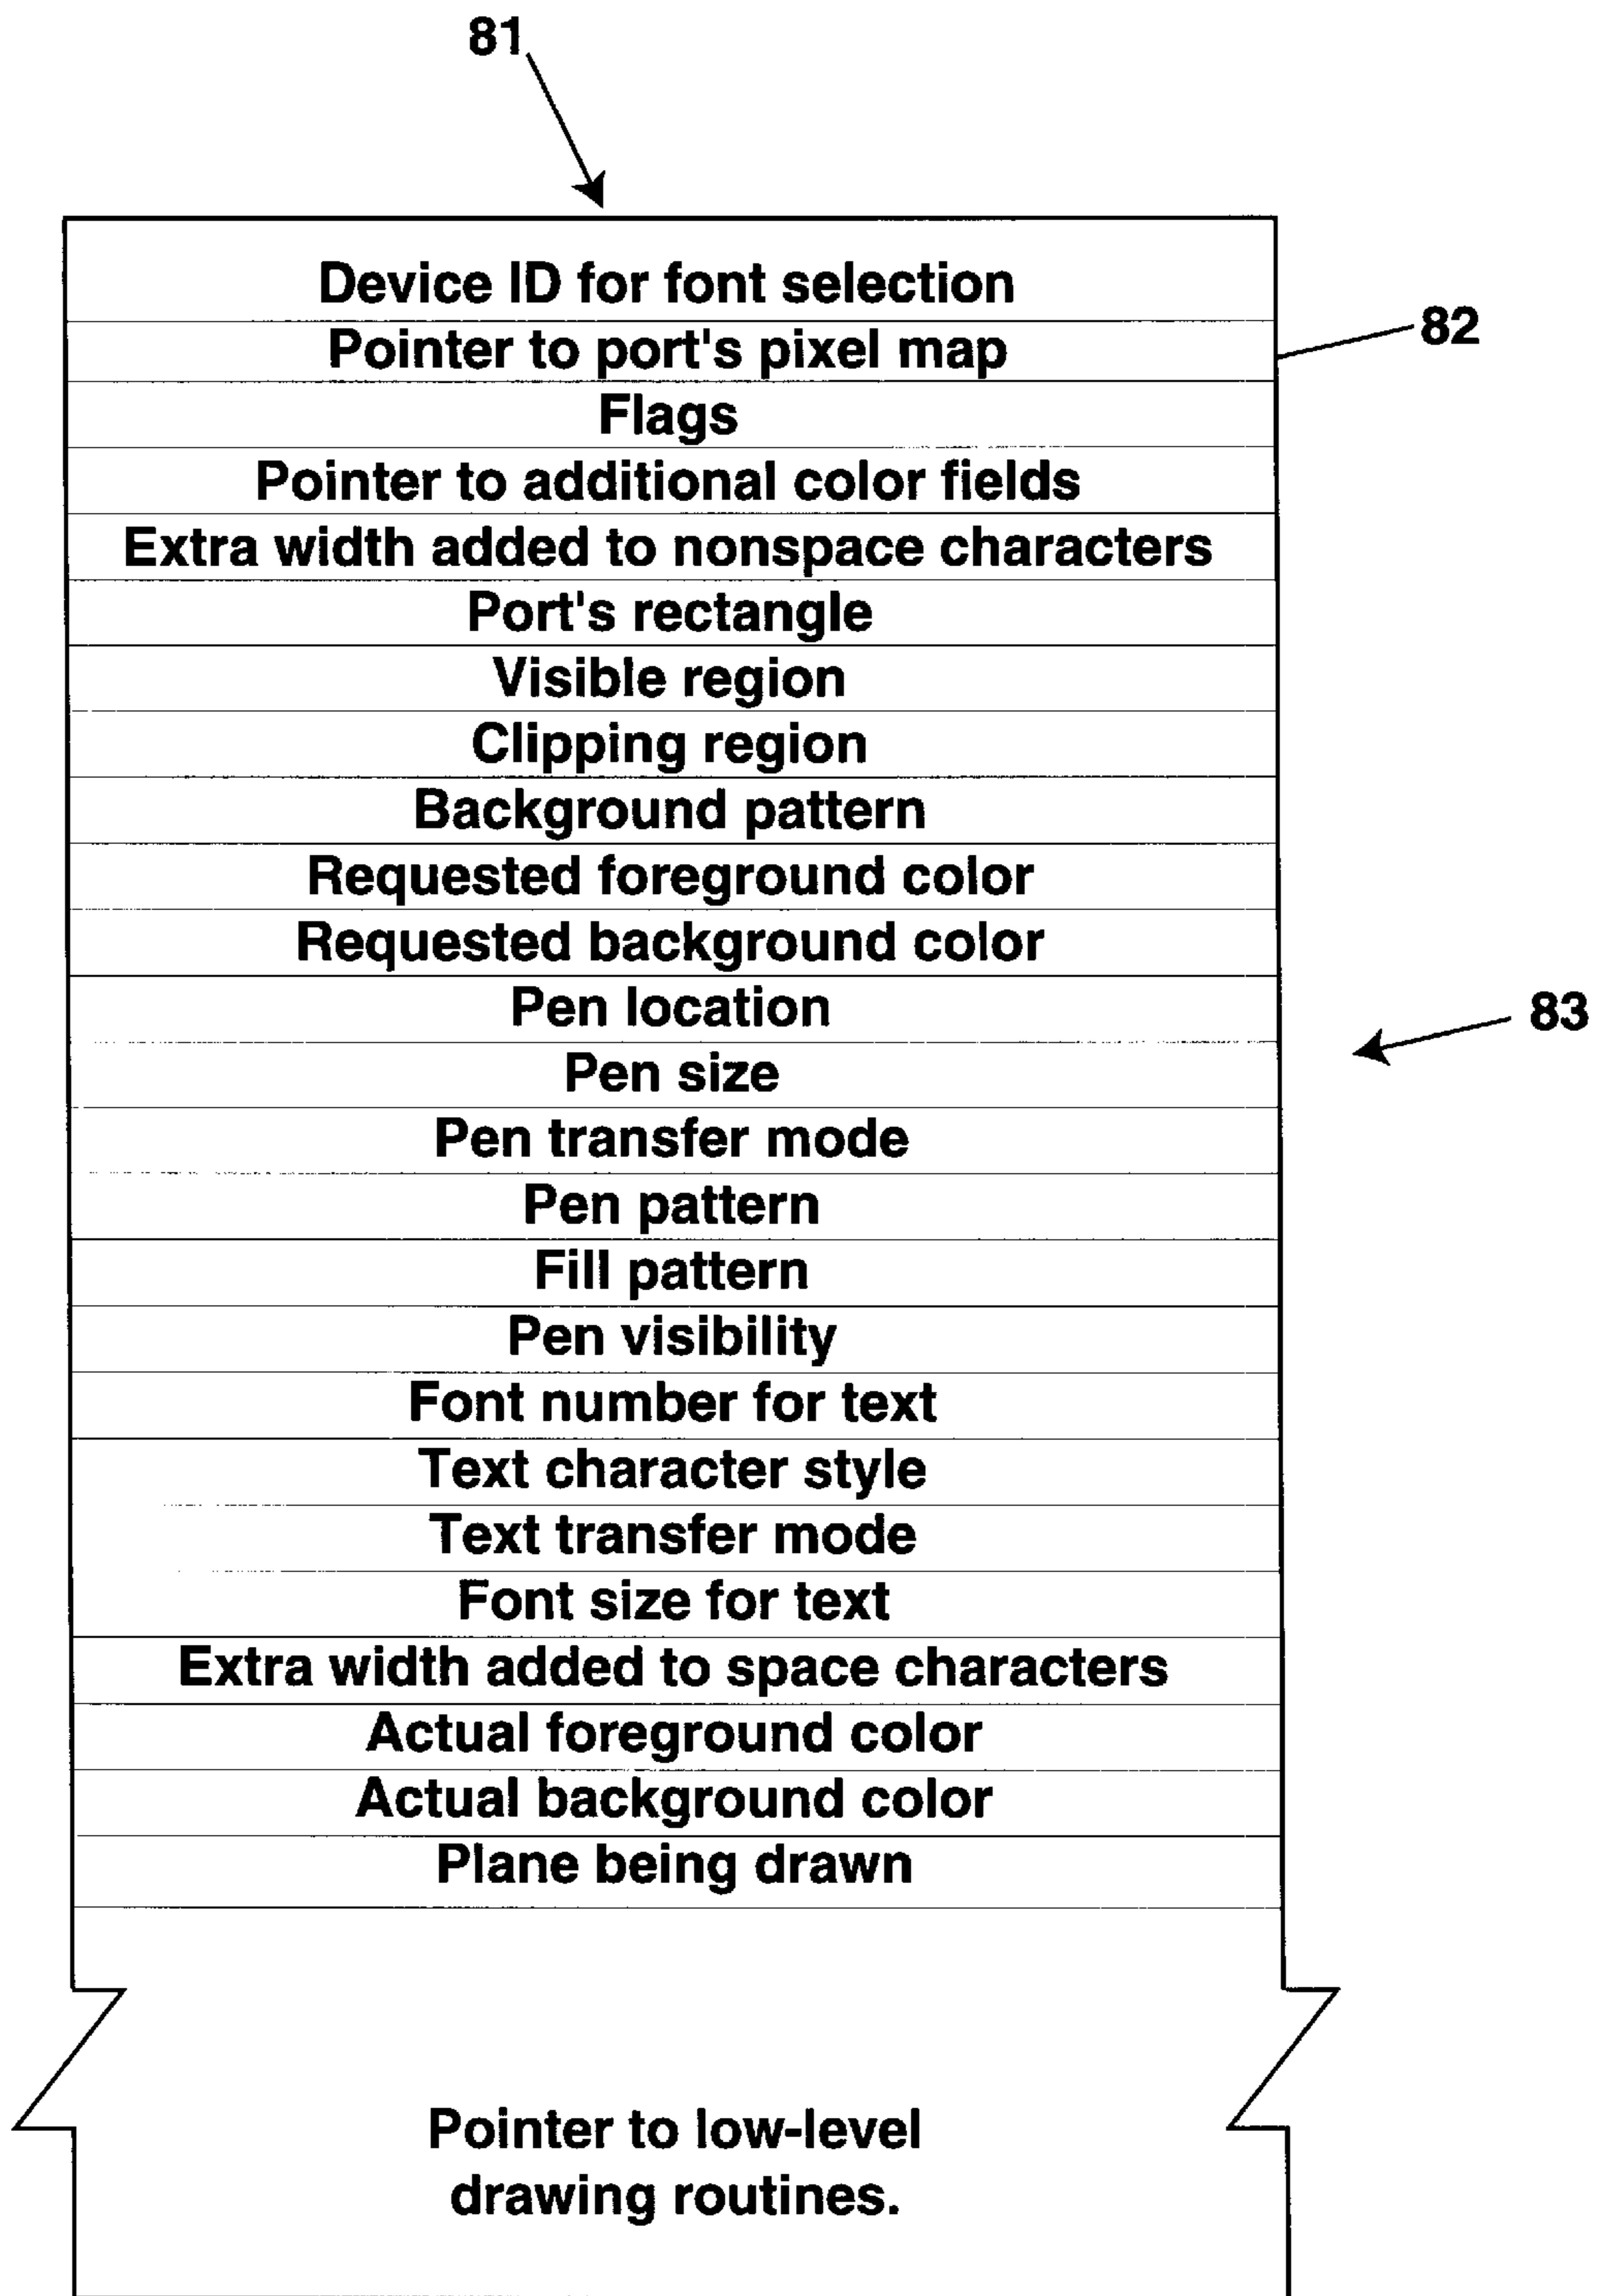 81
Device ID for font selection
Pointer to port's pixel map
82
Flags
Pointer to additional color fields
Extra width added to nonspace characters
Port's rectangle
Visible region
Clipping region
Background pattern
Requested foreground color
Requested background color
Pen location
83
Pen size
Pen transfer mode
Pen pattern
Fill pattern
Pen visibility
Font number for text
Text character style
Text transfer mode
Font size for text
Extra width added to space characters
Actual foreground color
Actual background color
Plane being drawn
Pointer to low-level
drawing routines.